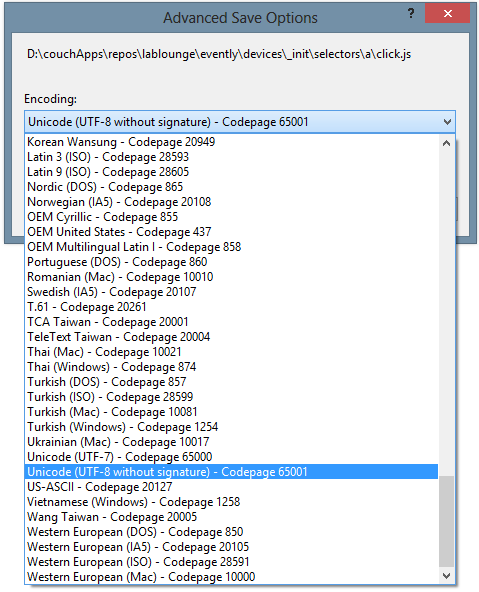 Advanced Save Options
?
D:\couchApps\repos\lablounge\evently\devices\_init\selectors\a\click.js
Encoding:
Unicode (UTF-8 without signature) - Codepage 65001
Korean Wansung - Codepage 20949
Latin 3 (ISO) - Codepage 28593
Latin 9 (ISO) - Codepage 28605
Nordic (DOS) - Codepage 865
Norwegian (IA5) - Codepage 20108
OEM Cyrillic - Codepage 855
OEM United States - Codepage 437
OEM Multilingual Latin I - Codepage 858
Portuguese (DOS) - Codepage 860
Romanian (Mac) - Codepage 10010
Swedish (IA5) - Codepage 20107
T.61 - Codepage 20261
TCA Taiwan - Codepage 20001
TeleText Taiwan - Codepage 20004
Thai (Mac) - Codepage 10021
Thai (Windows) - Codepage 874
Turkish (DOS) - Codepage 857
Turkish (ISO) - Codepage 28599
Turkish (Mac) - Codepage 10081
Turkish (Windows) - Codepage 1254
Ukrainian (Mac) - Codepage 10017
Unicode (UTF-7) - Codepage 65000
Unicode (UTF-8 without signature) - Codepage 65001
US-ASCII - Codepage 20127
Vietnamese (Windows) - Codepage 1258
Wang Taiwan - Codepage 20005
Western European (DOS) - Codepage 850
Western European (IA5) - Codepage 20105
Western European (ISO) - Codepage 28591
Western European (Mac) - Codepage 10000